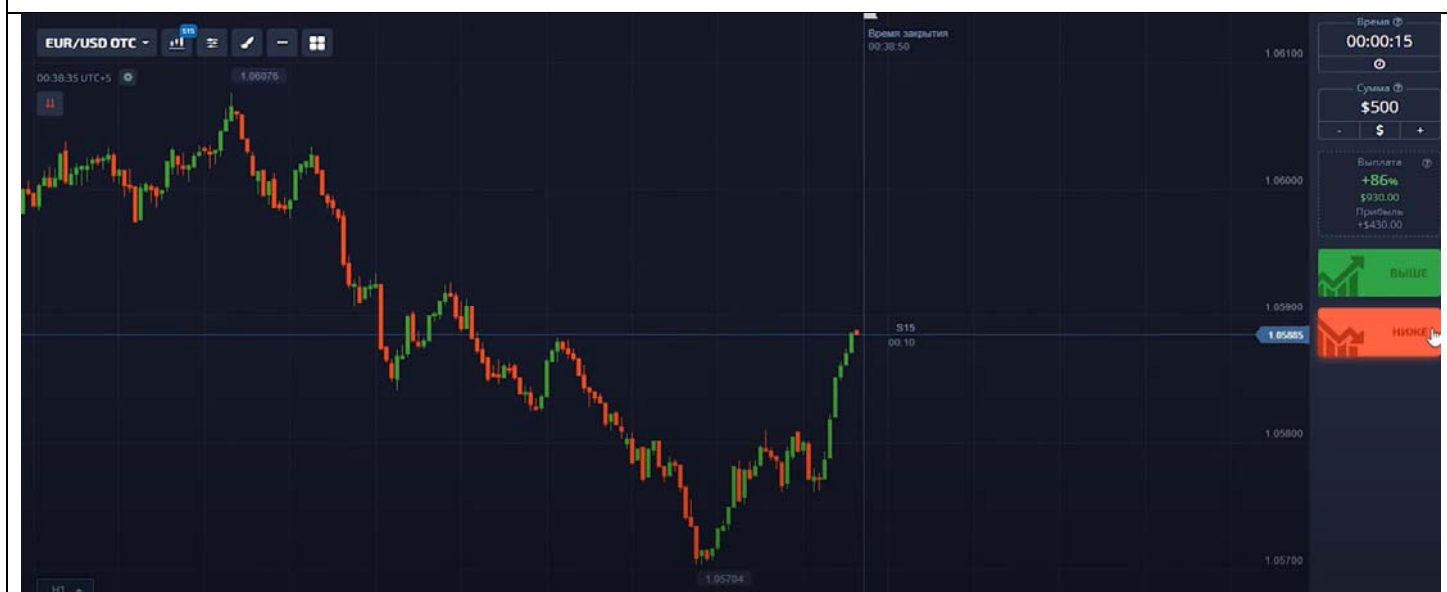 EUR/USD OTC
S15
00:38:35 UTC+5
1.06076
Время закрытия
00:38:50
1.06100
1.06000
1.05900
S15
00:10
1.05885
1.05800
1.05700
1.05704
H1
Время
00:00:15
Сумма
$500
- $ +
Выплата
+86%
$930.00
Прибыль
+$430.00
ВЫШЕ
НИЖЕ